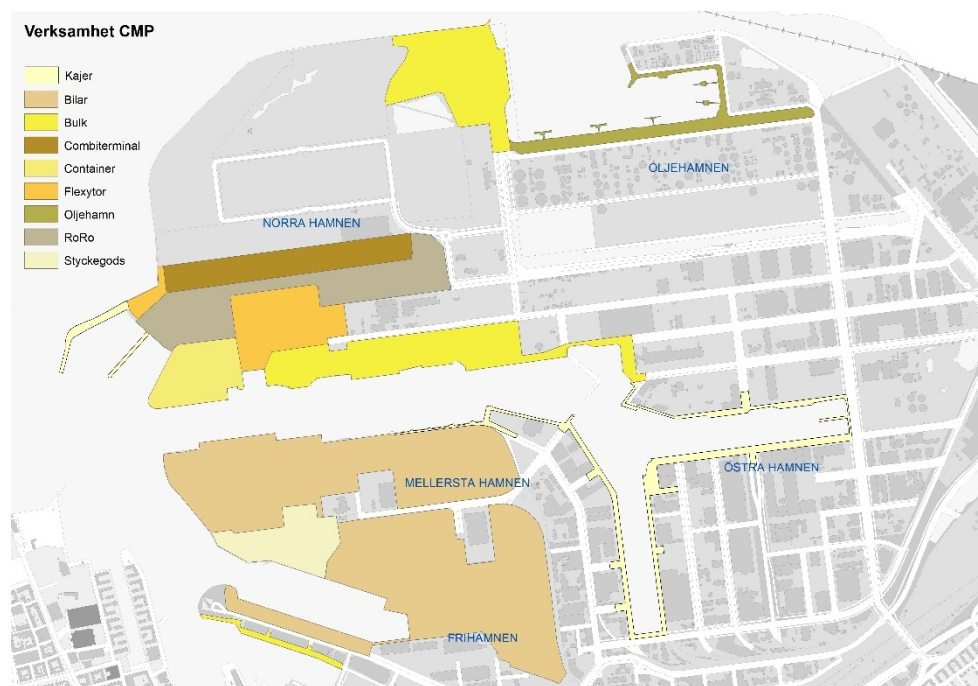 Verksamhet CMP
Kajer
Bilar
Bulk
Combiterminal
Container
Flexytor
Oljehamn
RoRo
Styckegods
OLJEHAMNEN
NORRA HAMNEN
ÖSTRA HAMNEN
MELLERSTA HAMNEN
FRIHAMNEN